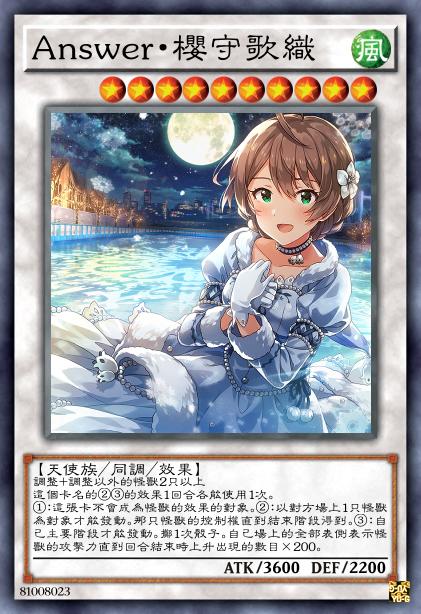 Answer・櫻守歌織
風
【天使族/同調/效果】
調整+調整以外的怪獸2只以上
這個卡名的②③的效果1回合各能使用1次。
①:這張卡不會成為怪獸的效果的對象。②:以對方場上1只怪獸
為對象才能發動。那只怪獸的控制權直到結束階段得到。③:自
己主要階段才能發動。擲1次骰子。自己場上的全部表側表示怪
獸的攻擊力直到回合結束時上升出現的數目×200。
ATK/3600 DEF/2200
81008023